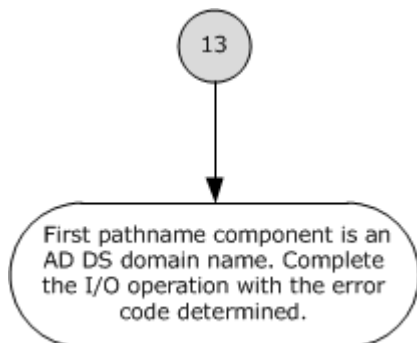 13
First pathname component is an
AD DS domain name. Complete
the I/O operation with the error
code determined.